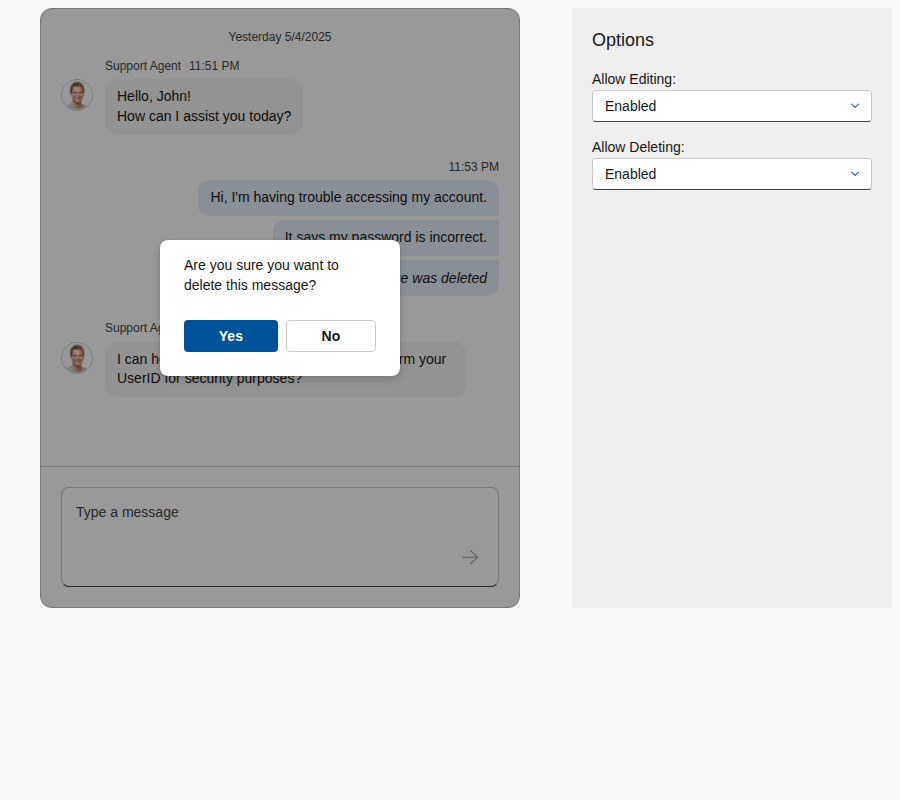 Yesterday 5/4/2025
Support Agent 11:51 PM
Hello, John!
How can I assist you today?
11:53 PM
Hi, I'm having trouble accessing my account.
It says my password is incorrect.
was deleted
Are you sure you want to
delete this message?
Yes No
Support
I can
your
UserID for security purposes?
Type a message
Options
Allow Editing:
Enabled
Allow Deleting:
Enabled